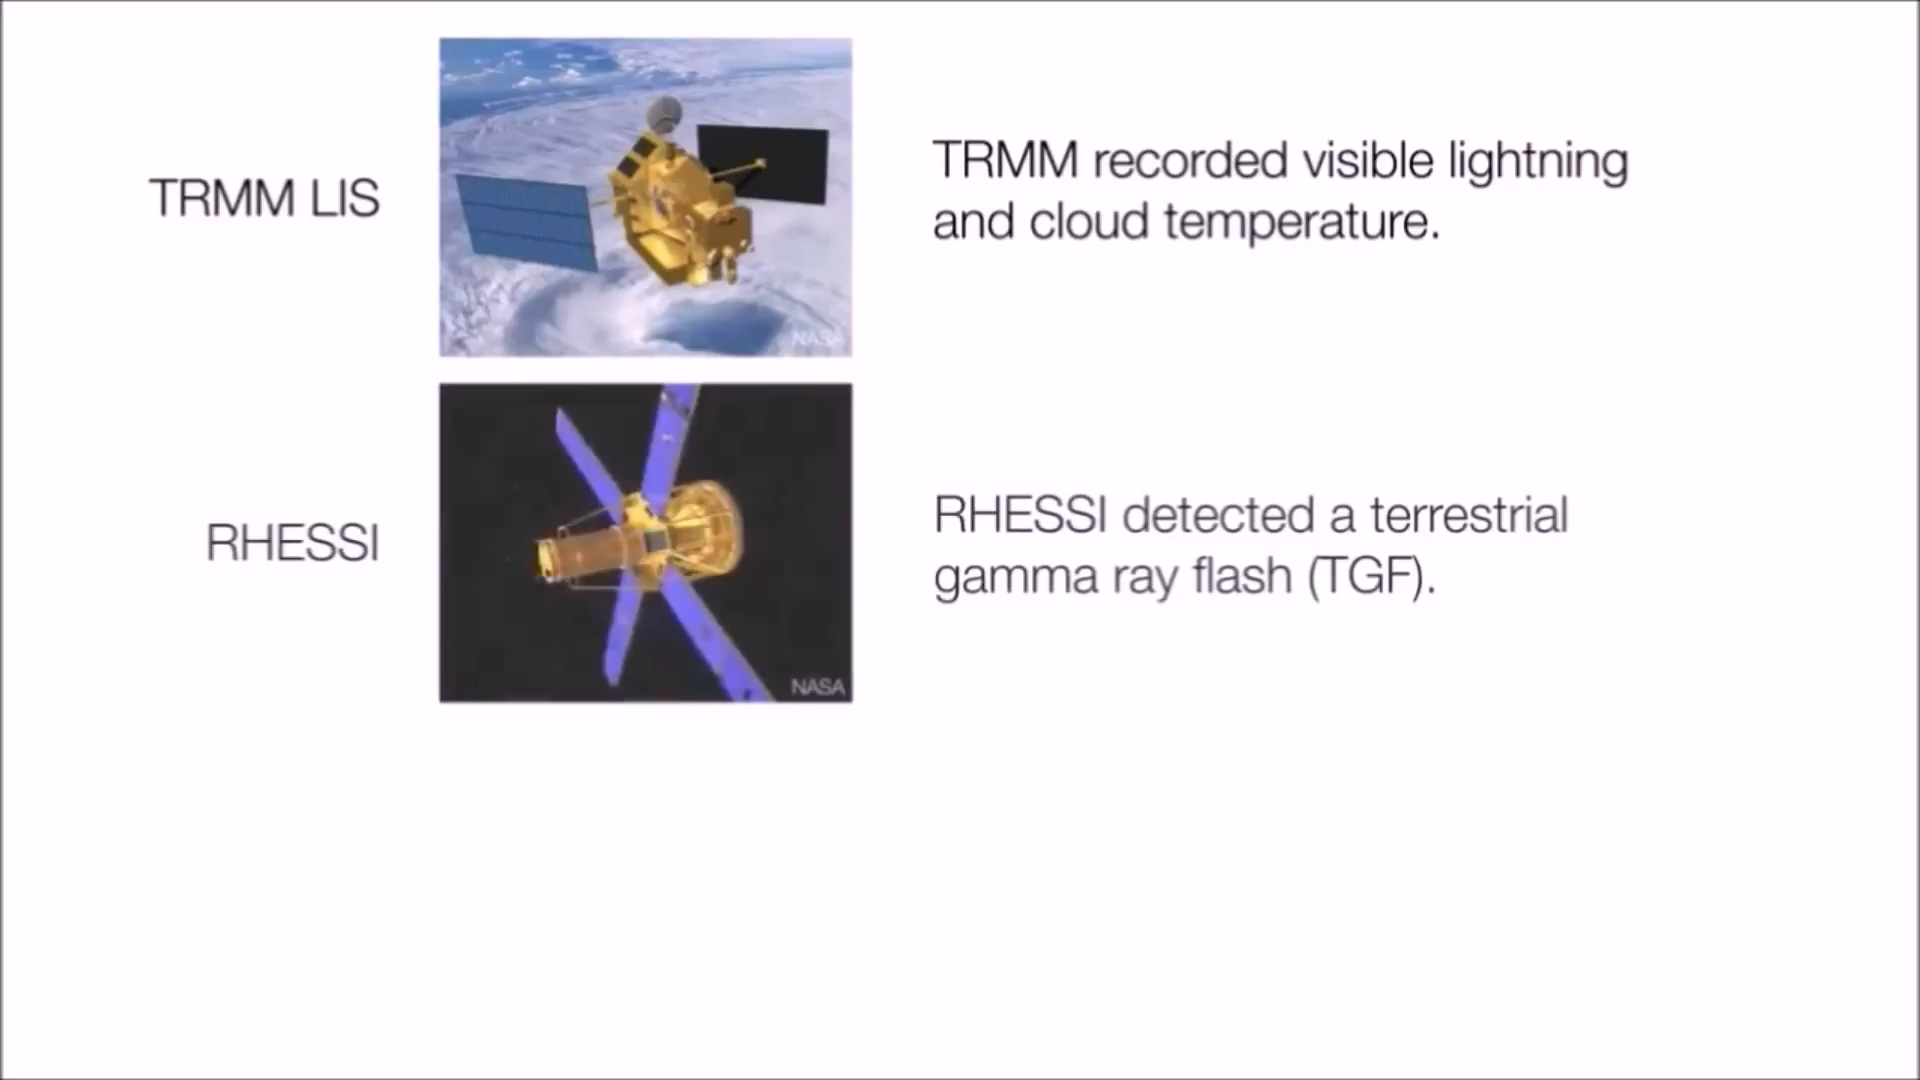 TRMM LIS
NASA
TRMM recorded visible lightning
and cloud temperature.
RHESSI
NASA
RHESSI detected a terrestrial
gamma ray flash (TGF).